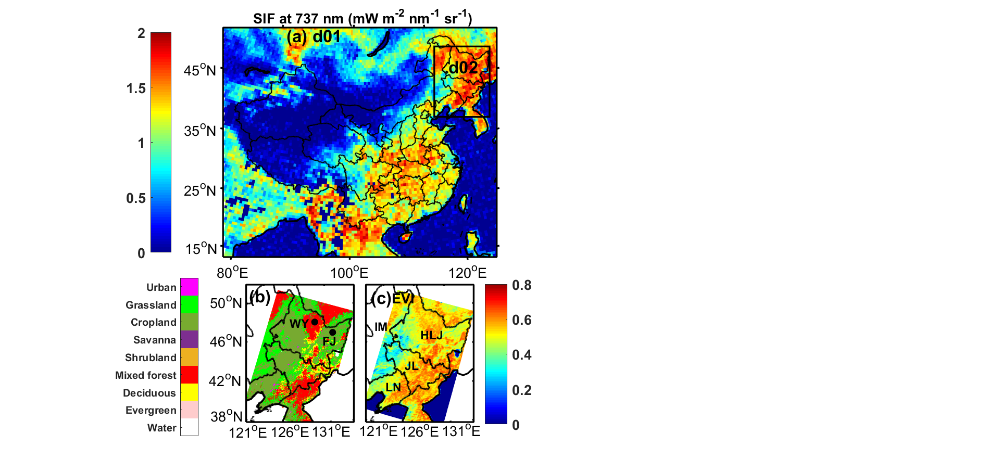 SIF at 737 nm (mW m-2 nm-1 sr-1)
(a) d01
d02
2
1.5
1
0.5
0
45oN
35oN
25oN
15oN
80oE 100oE 120oE
Urban
Grassland
Cropland
Savanna
Shrubland
Mixed forest
Deciduous
Evergreen
Water
(b)
WY
FJ
50oN
46oN
42oN
38oN
121oE 126oE 131oE
(c) EVI
IM
HLJ
JL
LN
121oE 126oE 131oE
0.8
0.6
0.4
0.2
0